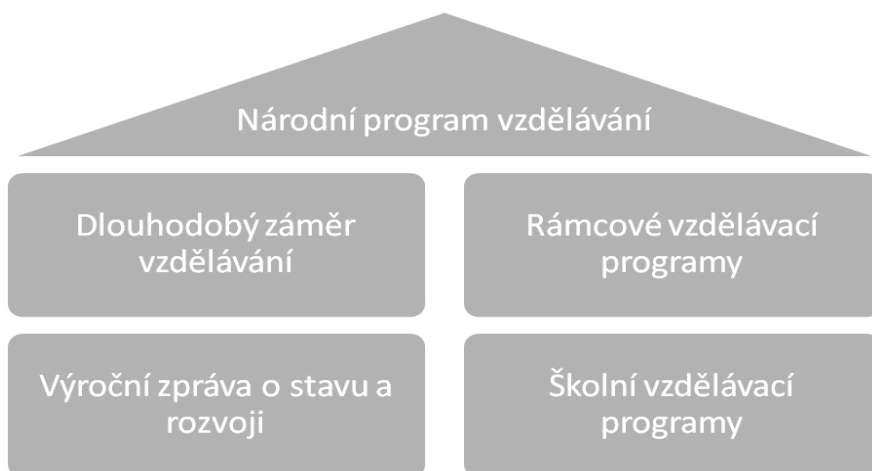 Národní program vzdělávání
Dlouhodobý záměr
vzdělávání
Rámcové vzdělávací
programy
Výroční zpráva o stavu a
rozvoji
Školní vzdělávací
programy